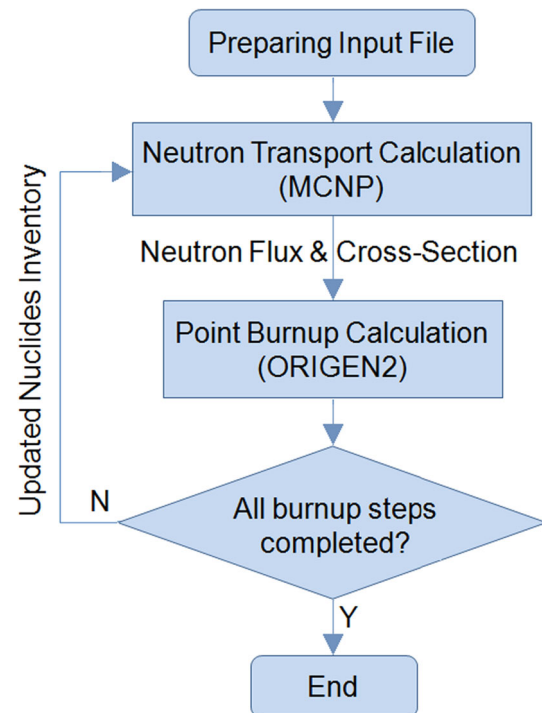 Preparing Input File
Neutron Transport Calculation
(MCNP)
Neutron Flux & Cross-Section
Point Burnup Calculation
(ORIGEN2)
Updated Nuclides Inventory
N
All burnup steps
completed?
Y
End